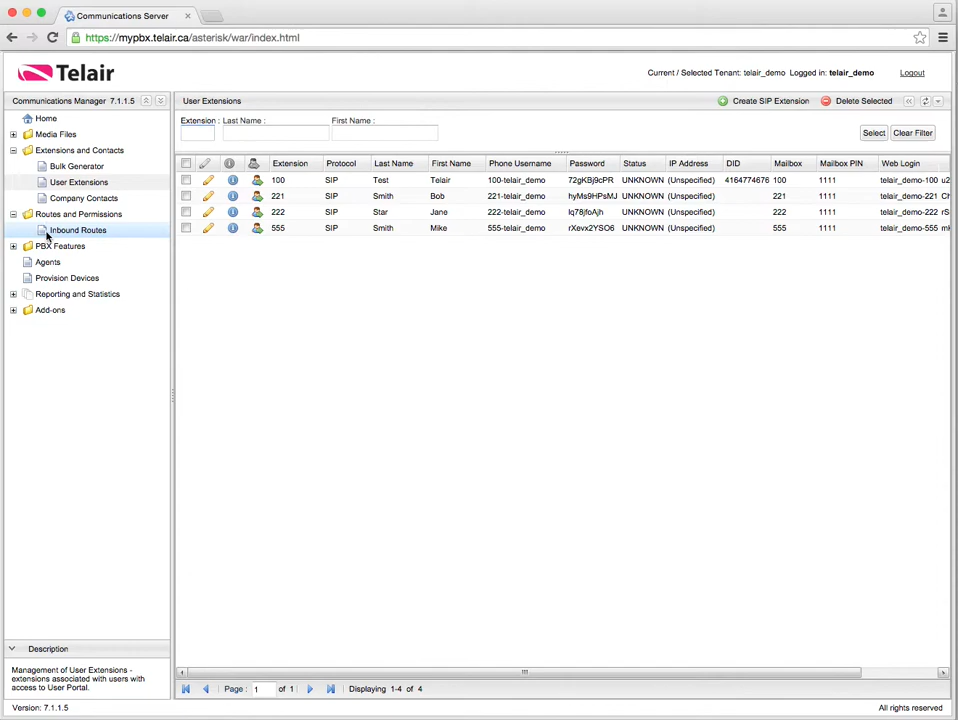 Communications Server
https://mypbx.telair.ca/asterisk/war/index.html
Telair
Current / Selected Tenant: telair_demo Logged in: telair_demo Logout
Communications Manager 7.1.1.5
Home
Media Files
Extensions and Contacts
Bulk Generator
User Extensions
Company Contacts
Routes and Permissions
Inbound Routes
PBX Features
Agents
Provision Devices
Reporting and Statistics
Add-ons
User Extensions Create SIP Extension Delete Selected
Extension : Last Name : First Name :
Select Clear Filter
Extension Protocol Last Name First Name Phone Username Password Status IP Address DID Mailbox Mailbox PIN Web Login
100 SIP Test Telair 100-telair_demo 72gKBj9cPR UNKNOWN (Unspecified) 4164774676 100 1111 telair_demo-100 u2
221 SIP Smith Bob 221-telair_demo hyMs9HPsMJ UNKNOWN (Unspecified) 221 1111 telair_demo-221 Ch
222 SIP Star Jane 222-telair_demo UNKNOWN (Unspecified) 222 1111 telair_demo-222 rS
555 SIP Smith Mike 555-telair_demo rXevx2YSO6 UNKNOWN (Unspecified) 555 1111 telair_demo-555
Description
Management of User Extensions -
extensions associated with users with
access to User Portal.
Page : 1 of 1 Displaying 1-4 of 4
Version: 7.1.1.5 All rights reserved